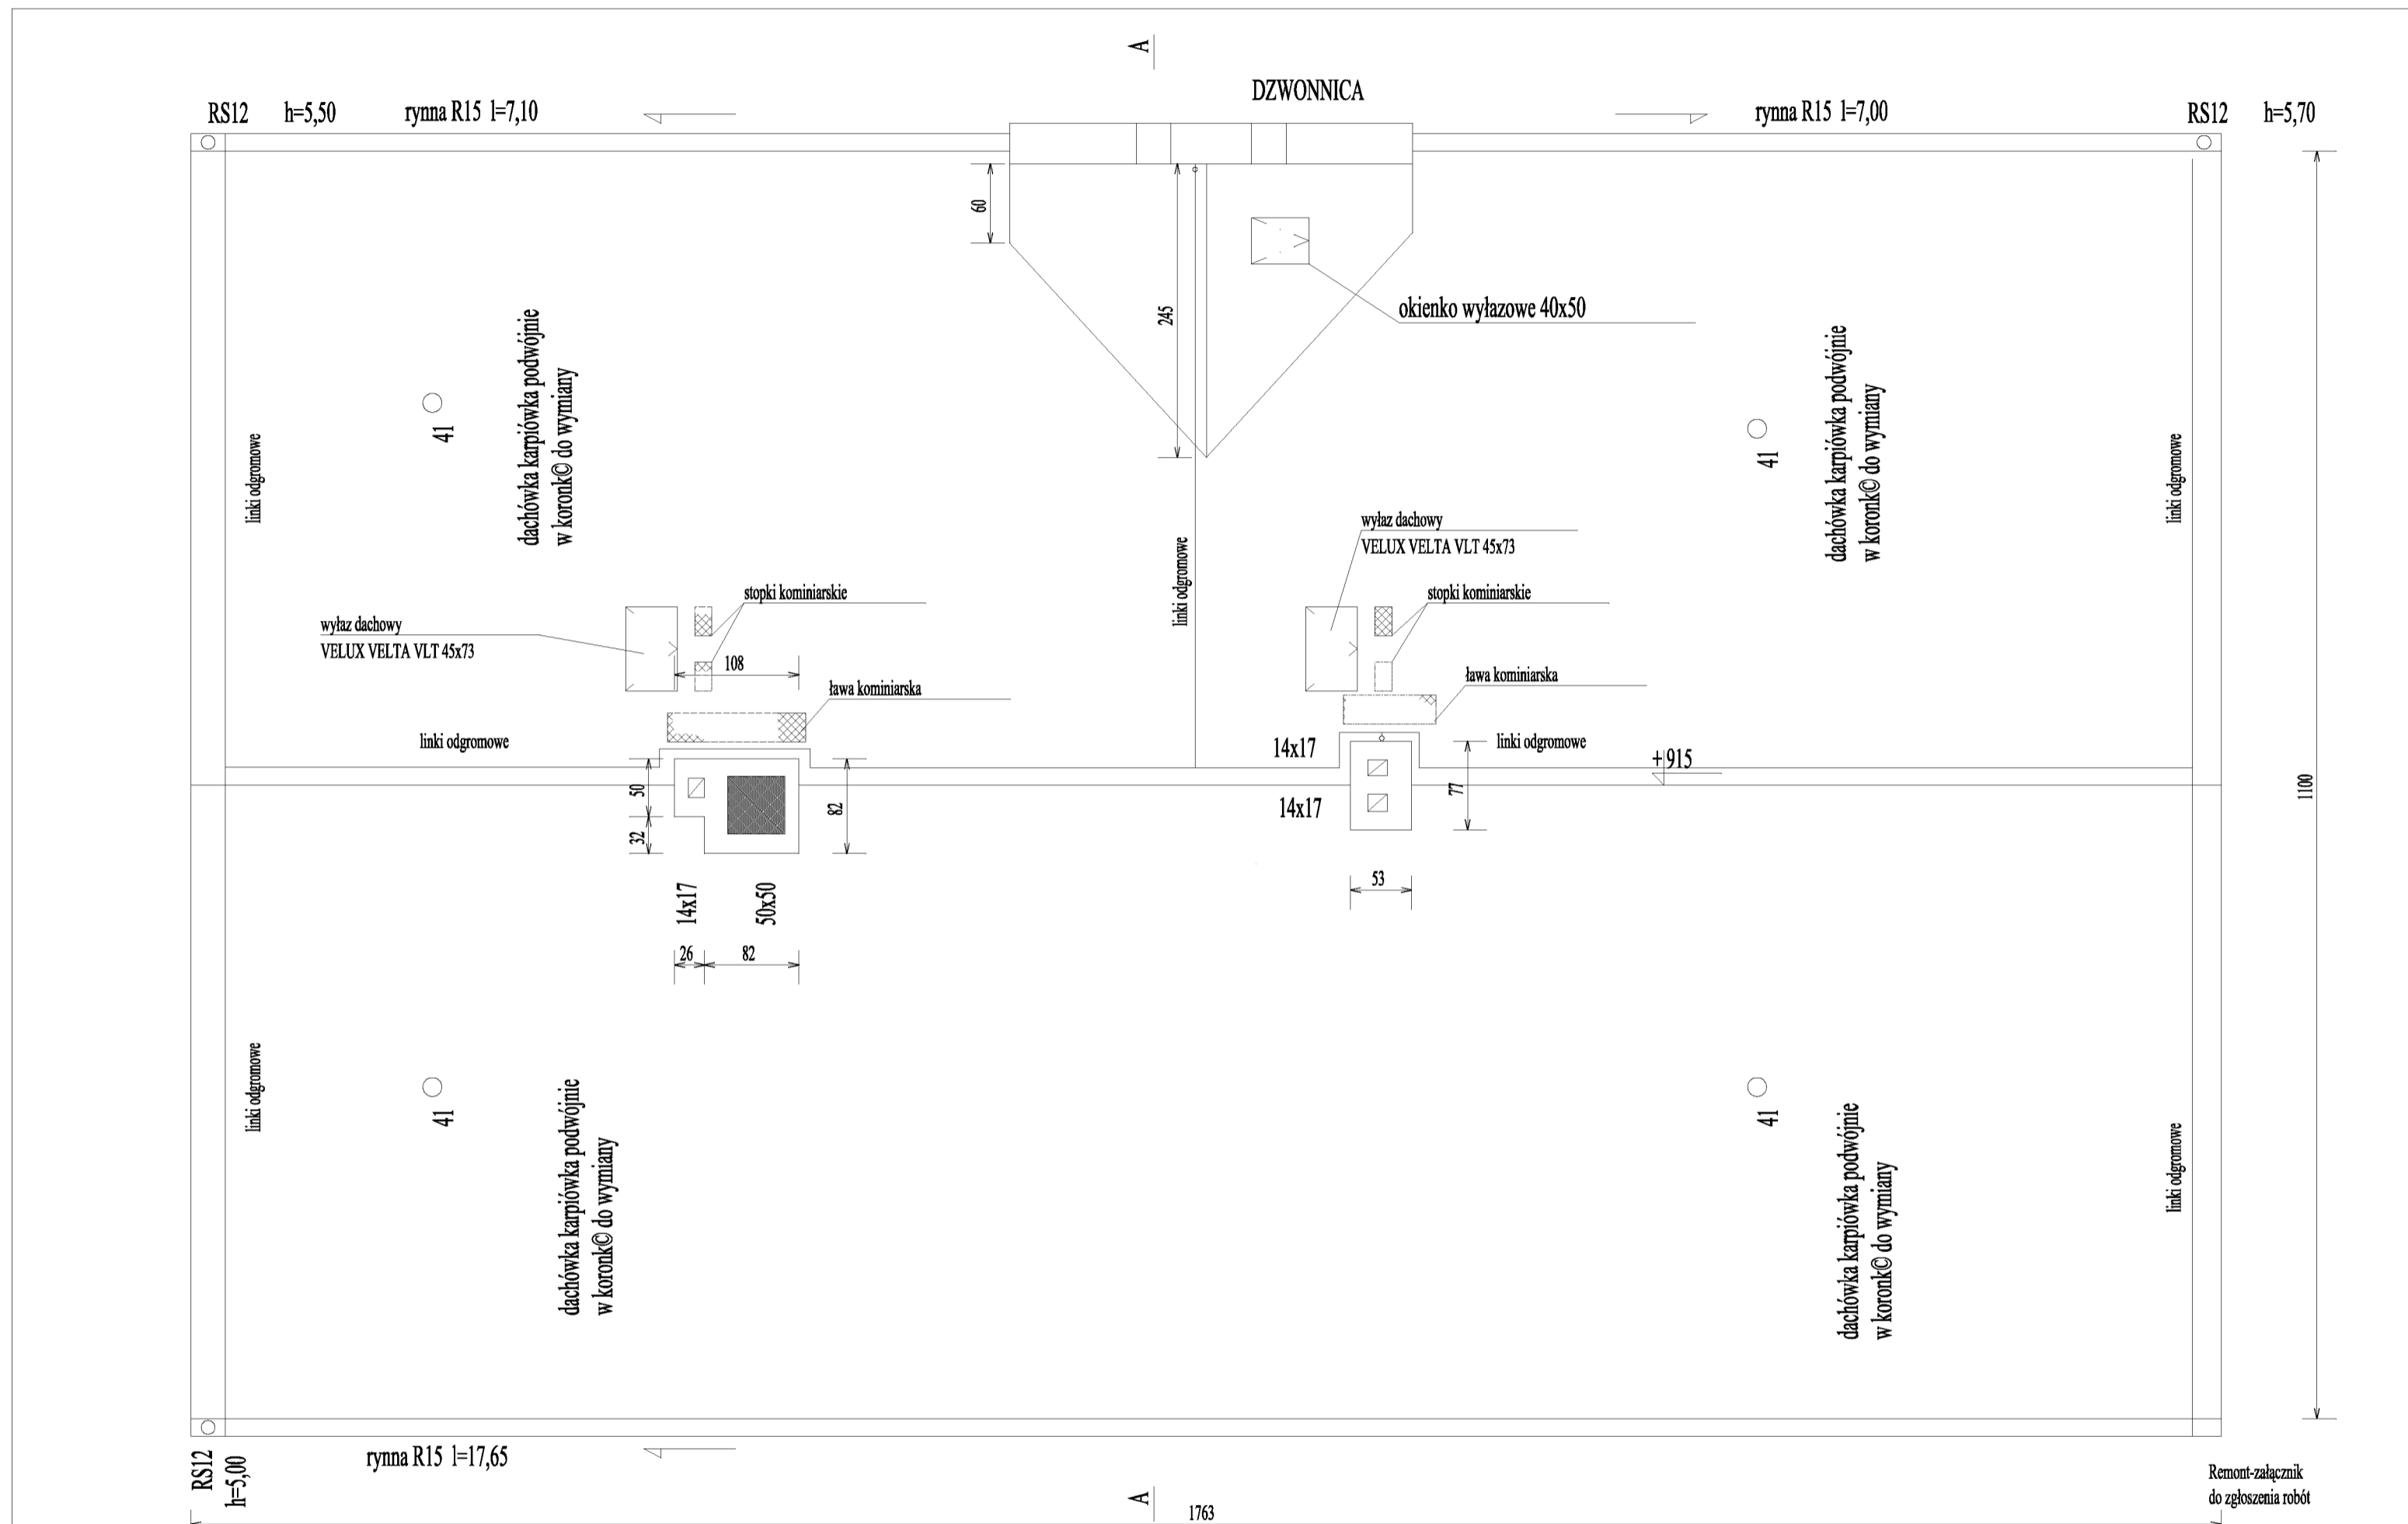 A
DZWONNICA
RS12 h=5,50 rynna R15 l=7,10
rynna R15 l=7,00 RS12 h=5,70
60
245
okienko wyłazowe 40x50
41
dachówka karpiówka podwójnie
w koronk© do wymiany
linki odgromowe
41
dachówka karpiówka podwójnie
w koronk© do wymiany
linki odgromowe
linki odgromowe
wyłaz dachowy
VELUX VELTA VLT 45x73
stopki kominiarskie
stopki kominiarskie
wyłaz dachowy
VELUX VELTA VLT 45x73
108
ława kominiarska
ława kominiarska
linki odgromowe
14x17
linki odgromowe
+915
50
32
82
14x17
77
1100
53
14x17
50x50
26
82
linki odgromowe
41
dachówka karpiówka podwójnie
w koronk© do wymiany
41
dachówka karpiówka podwójnie
w koronk© do wymiany
linki odgromowe
RS12
h=5,00
rynna R15 l=17,65
A
1763
Remont-załącznik
do zgłoszenia robót